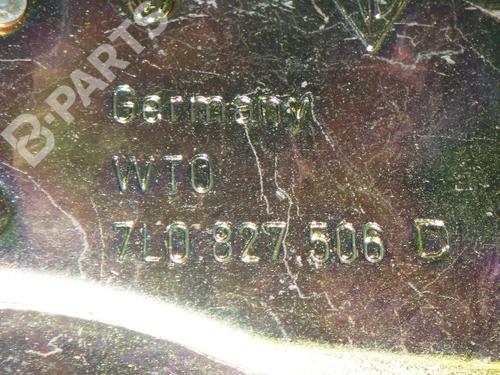 B-PARTS
Germany
WTO
7L0 827 506 D